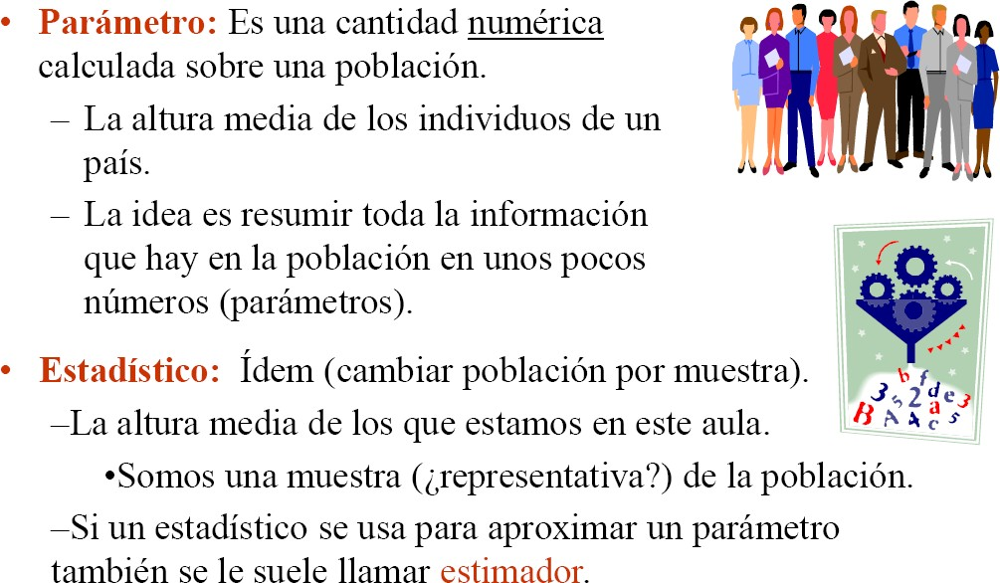 • Parámetro: Es una cantidad numérica
calculada sobre una población.
– La altura media de los individuos de un
país.
– La idea es resumir toda la información
que hay en la población en unos pocos
números (parámetros).
• Estadístico: Ídem (cambiar población por muestra).
–La altura media de los que estamos en este aula.
•Somos una muestra (¿representativa?) de la población.
–Si un estadístico se usa para aproximar un parámetro
también se le suele llamar estimador.
b f
3 5 2 d e 3
B A 4 a c 5